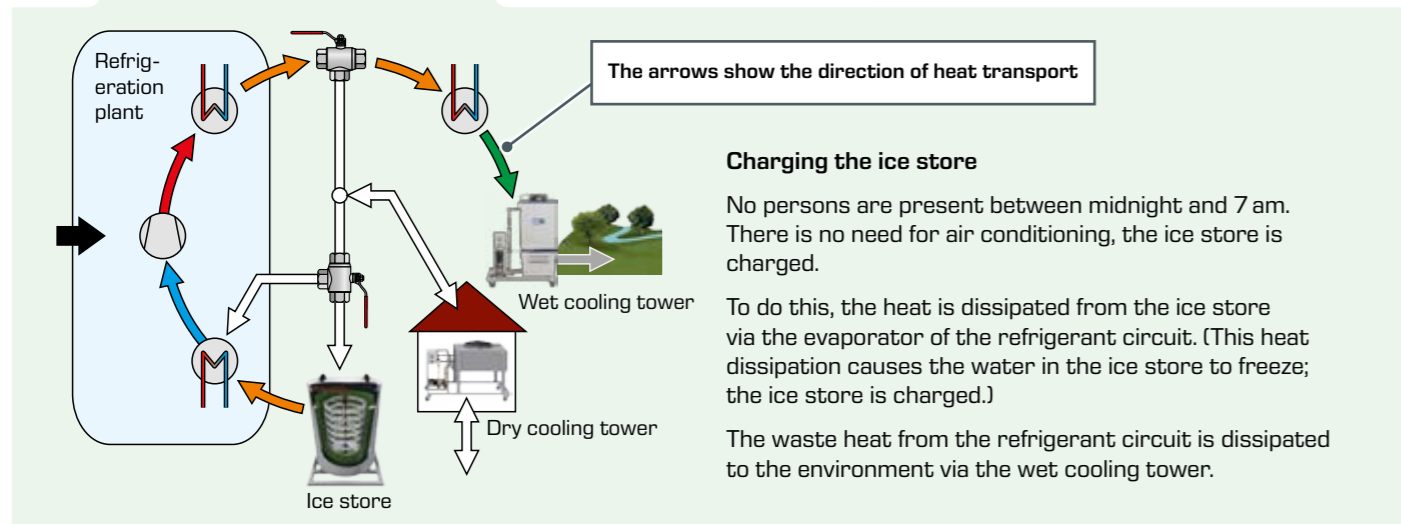 Refrig-
eration
plant
The arrows show the direction of heat transport
Charging the ice store
No persons are present between midnight and 7 am.
There is no need for air conditioning, the ice store is
charged.
To do this, the heat is dissipated from the ice store
via the evaporator of the refrigerant circuit. (This heat
dissipation causes the water in the ice store to freeze;
the ice store is charged.)
The waste heat from the refrigerant circuit is dissipated
to the environment via the wet cooling tower.
Wet cooling tower
Dry cooling tower
Ice store